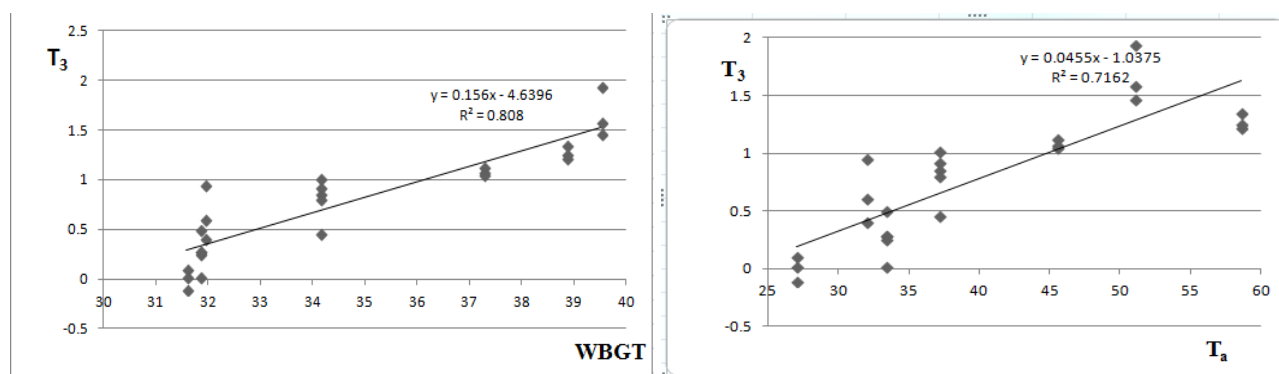 2.5
T₃
2
y = 0.156x - 4.6396
R² = 0.808
1.5
1
0.5
0
30 31 32 33 34 35 36 37 38 39 40
-0.5
WBGT
2
T₃
y = 0.0455x - 1.0375
R² = 0.7162
1.5
1
0.5
0
25 30 35 40 45 50 55 60
-0.5
Tₐ